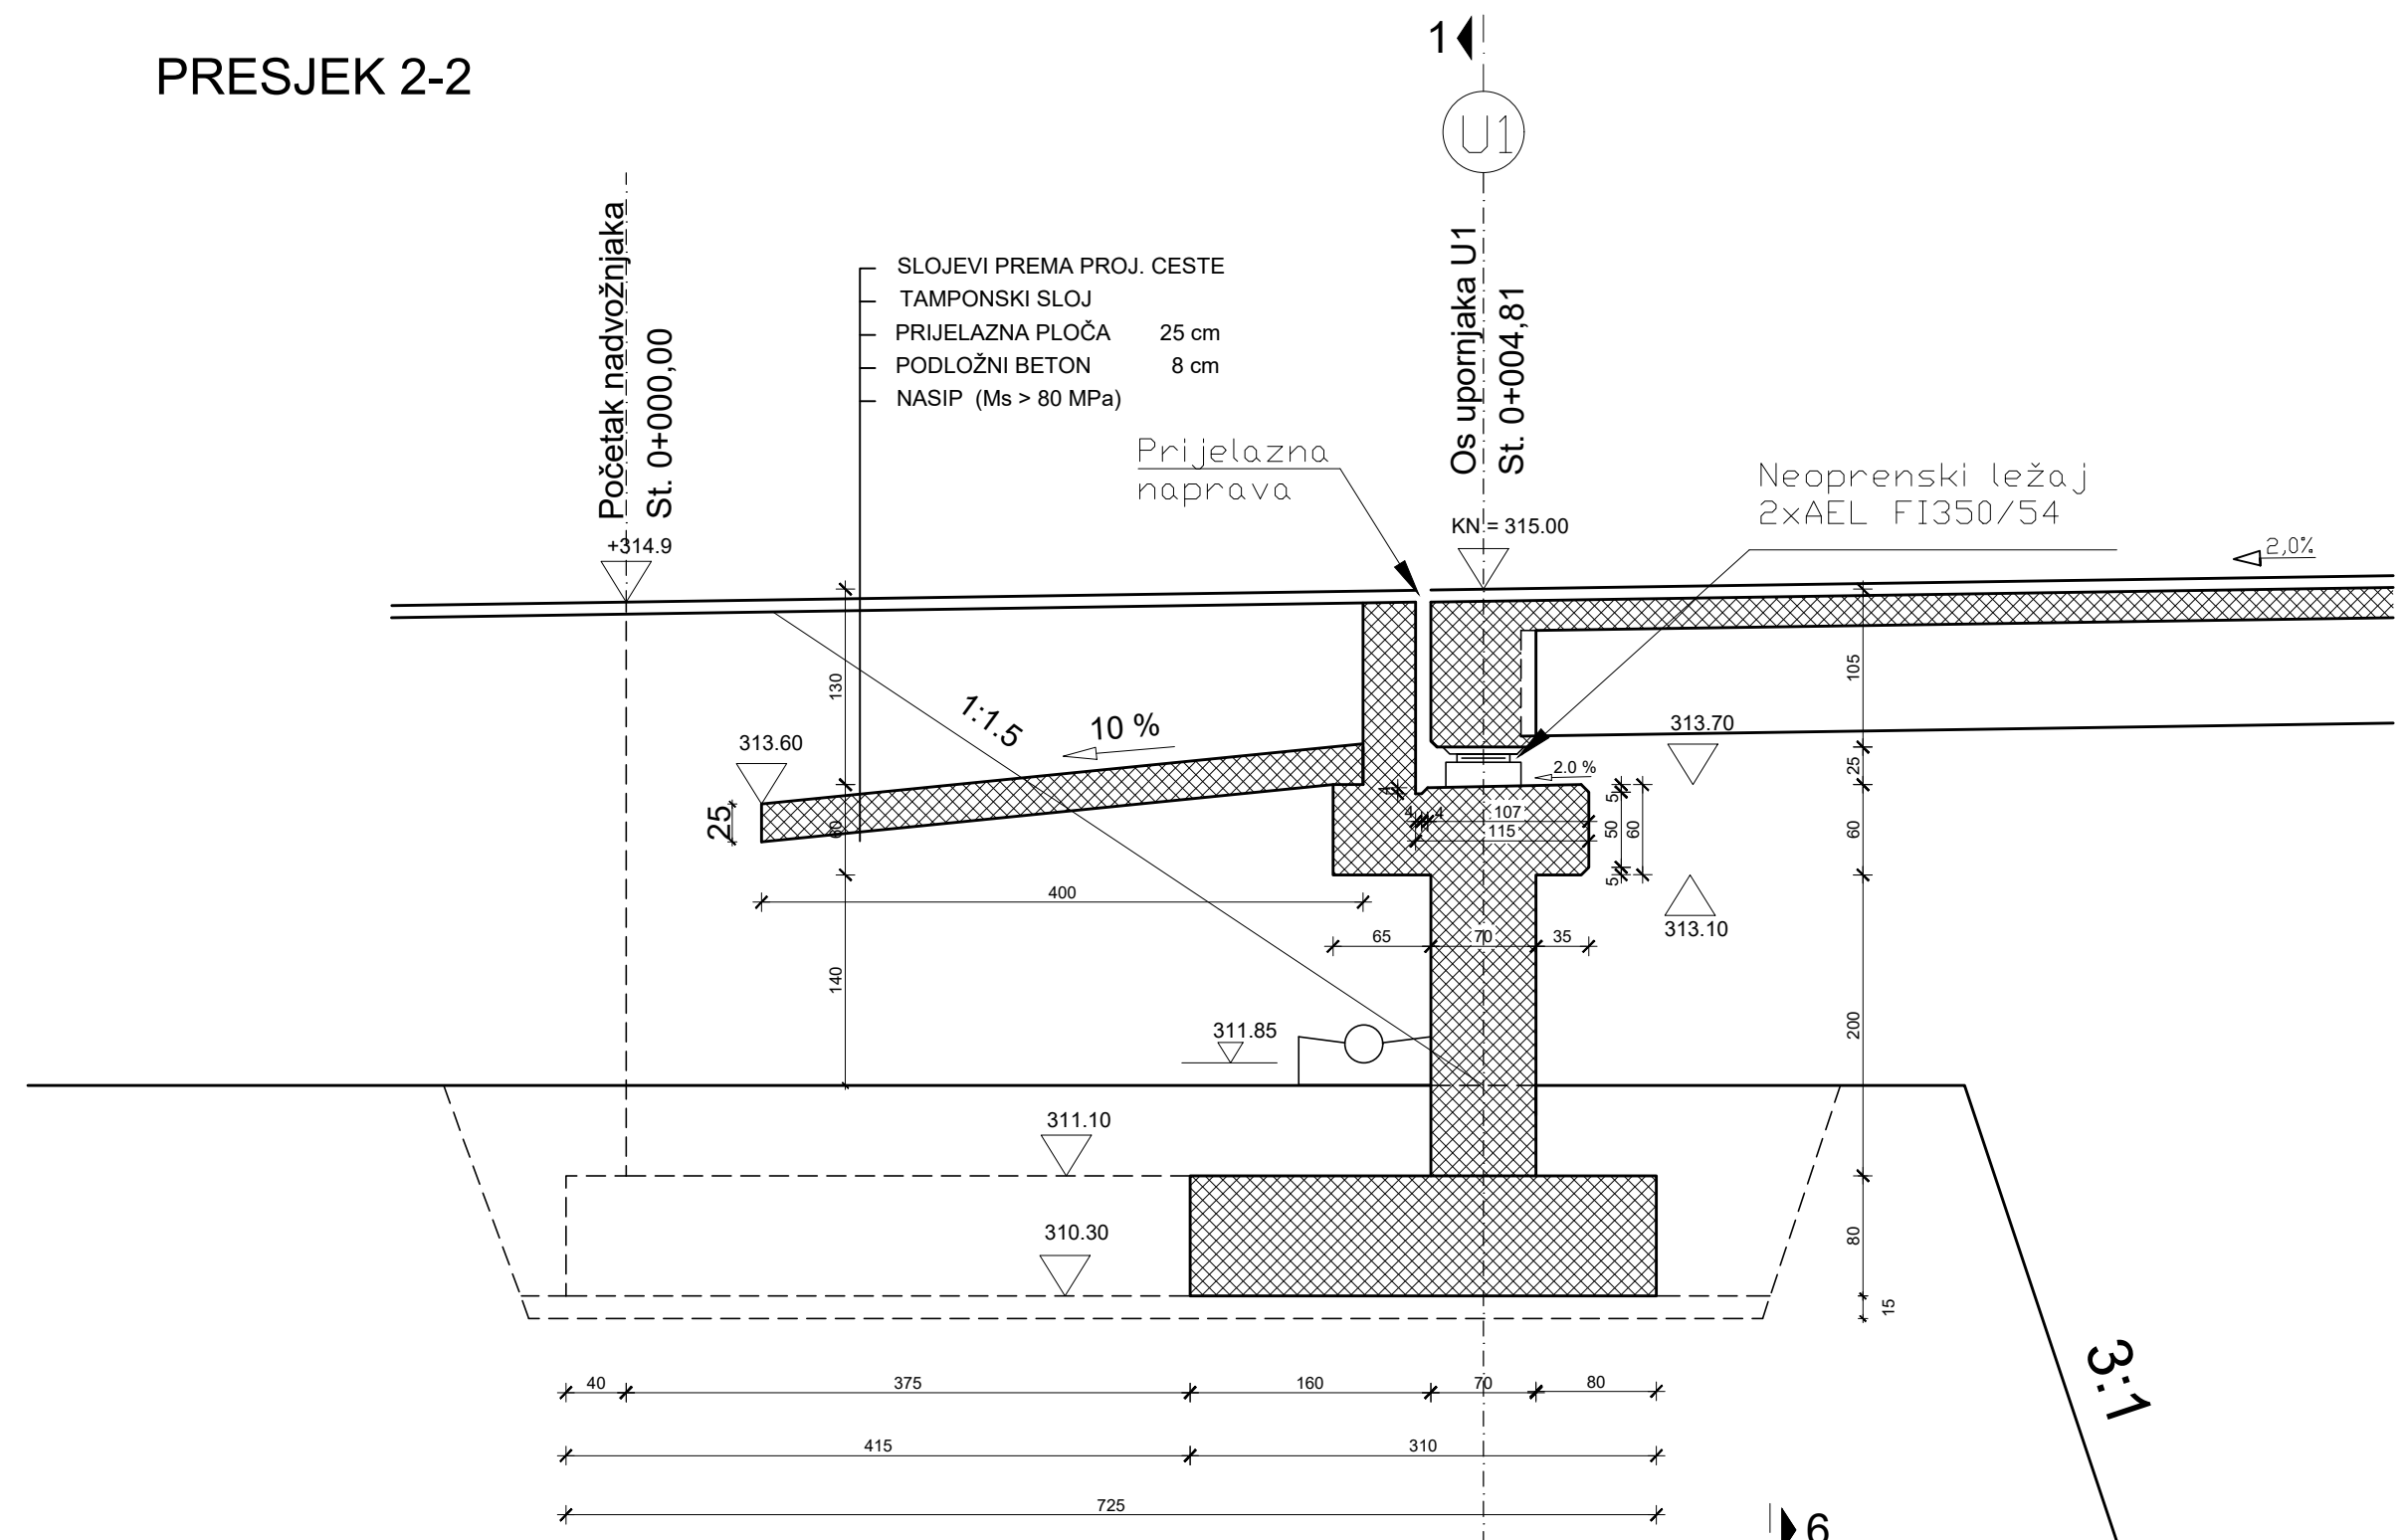 PRESJEK 2-2
1
U1
Početak nadvožnjaka
St. 0+000,00
SLOJEVI PREMA PROJ. CESTE
TAMPONSKI SLOJ
PRIJELAZNA PLOČA 25 cm
PODLOŽNI BETON 8 cm
NASIP (Ms > 80 MPa)
Os upornjaka U1
St. 0+004,81
Prijelazna
naprava
Neoprenski ležaj
2xAEL FI350/54
KN = 315.00
+314.9
2,0%
130
105
1:1.5
10 %
313.60
313.70
25
2.0 %
25
60
4
4
4
107
115
5
50
60
5
60
400
313.10
65
70
35
140
200
311.85
311.10
310.30
80
15
3:1
40
375
160
70
80
415
310
725
6